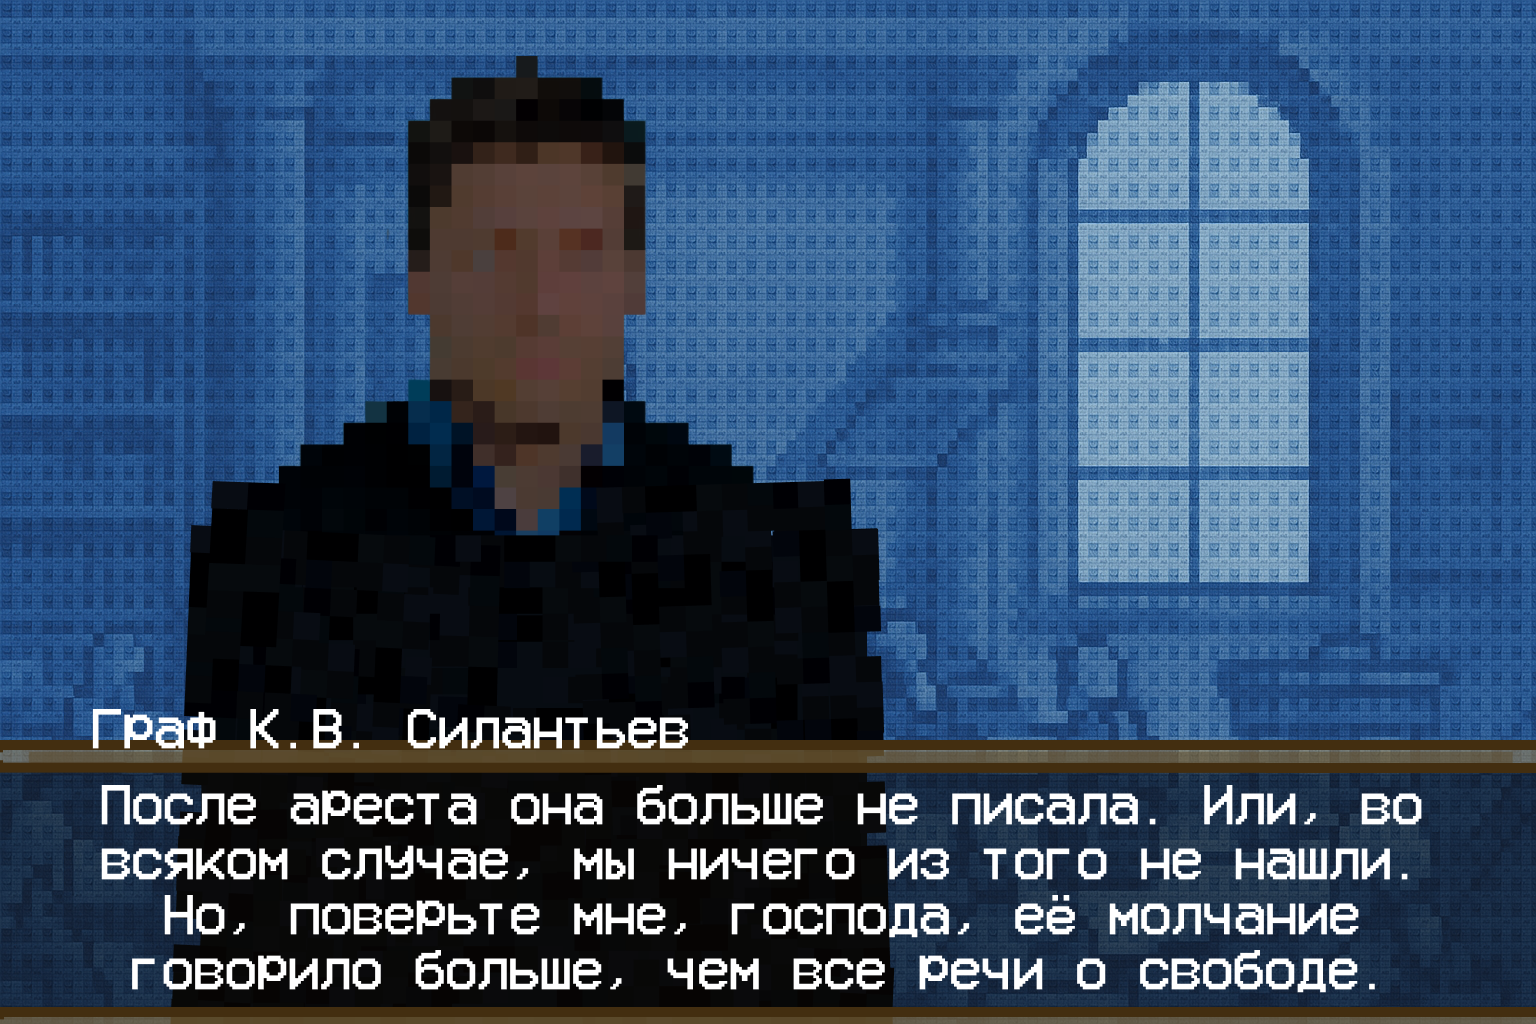 Граф К.В. Силантьев
После ареста она больше не писала. Или, во
всяком случае, мы ничего из того не нашли.
Но, поверьте мне, господа, её молчание
говорило больше, чем все речи о свободе.